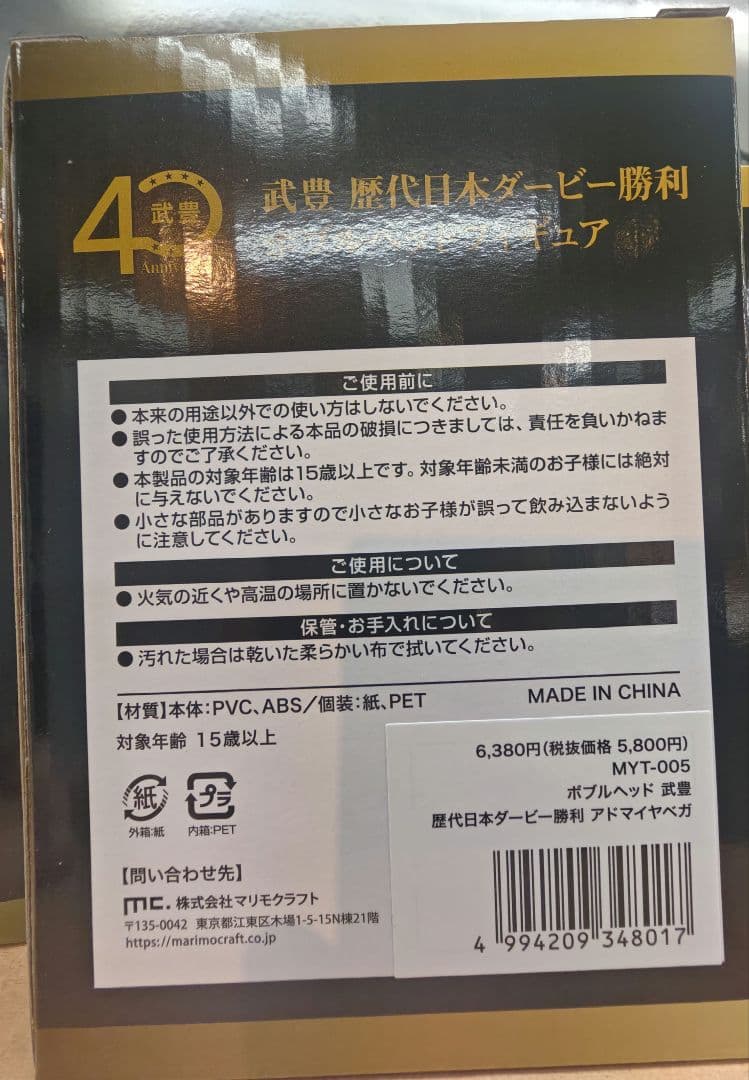 40
武豊
Anniver
武豊 歴代日本ダービー勝利
ボブルヘッドフィギュア
ご使用前に
●本来の用途以外での使い方はしないでください。
●誤った使用方法による本品の破損につきましては、責任を負いかねま
すのでご了承ください。
●本製品の対象年齢は15歳以上です。対象年齢未満のお子様には絶対
に与えないでください。
●小さな部品がありますので小さなお子様が誤って飲み込まないよう
に注意してください。
ご使用について
●火気の近くや高温の場所に置かないでください。
保管・お手入れについて
●汚れた場合は乾いた柔らかい布で拭いてください。
【材質】本体:PVC、ABS/個装:紙、PET
MADE IN CHINA
対象年齢 15歳以上
紙
外箱:紙
プラ
内箱:PET
【問い合わせ先】
mc. 株式会社マリモクラフト
〒135-0042 東京都江東区木場1-5-15N棟21階
https://marimocraft.co.jp
6,380円(税抜価格 5,800円)
MYT-005
ボブルヘッド 武豊
歴代日本ダービー勝利 アドマイヤベガ
4 994209 348017